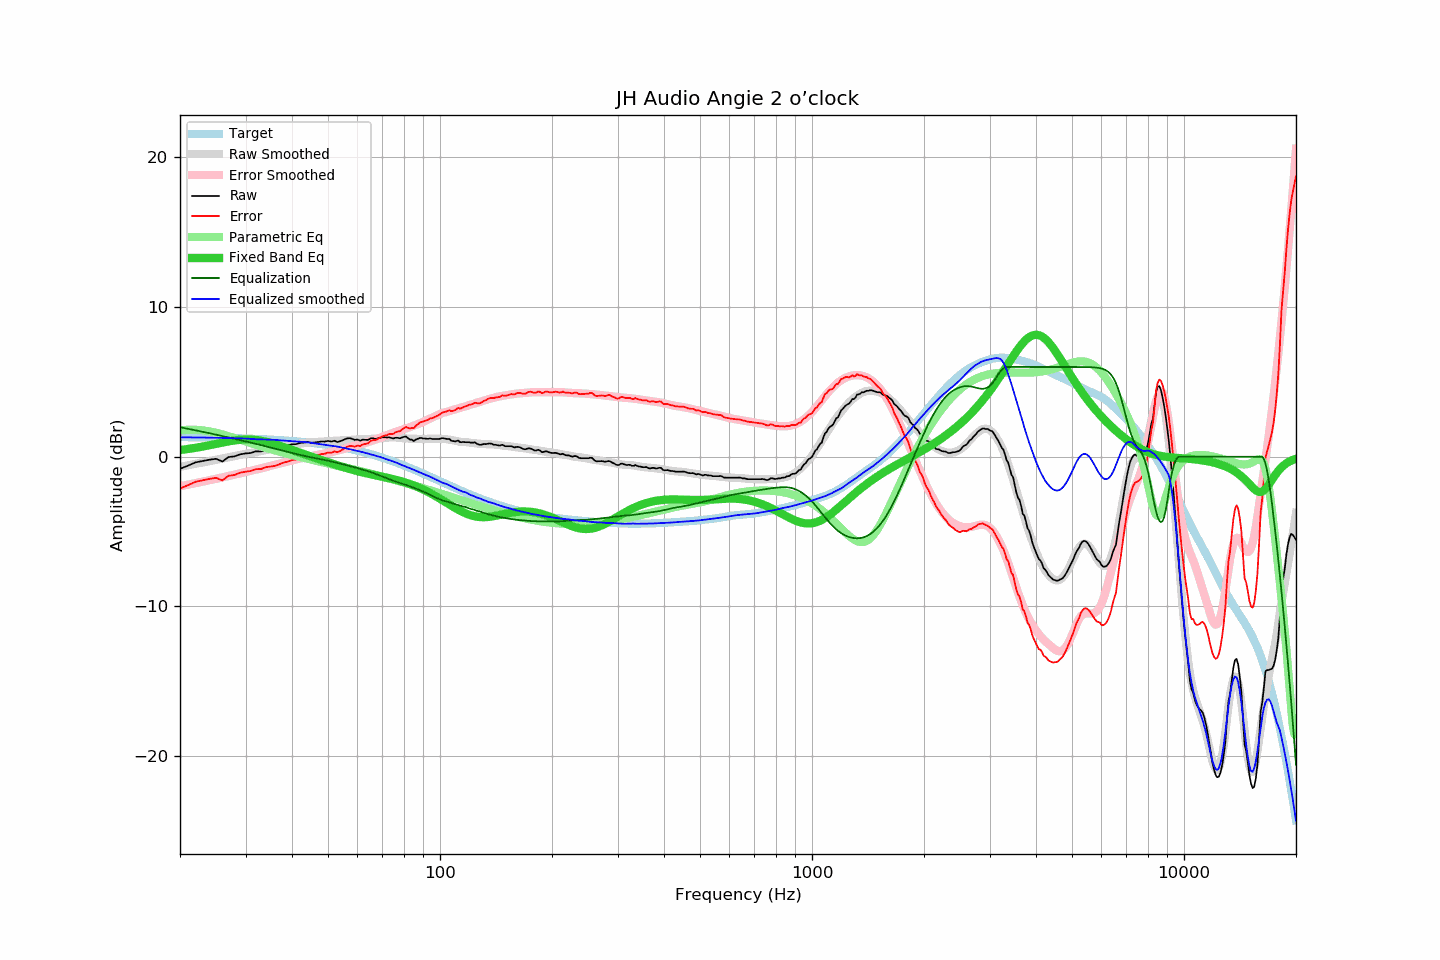 JH Audio Angie 2 o’clock
Target
Raw Smoothed
Error Smoothed
Raw
Error
Parametric Eq
Fixed Band Eq
Equalization
Equalized smoothed
20
10
0
−10
−20
Amplitude (dBr)
100
1000
10000
Frequency (Hz)